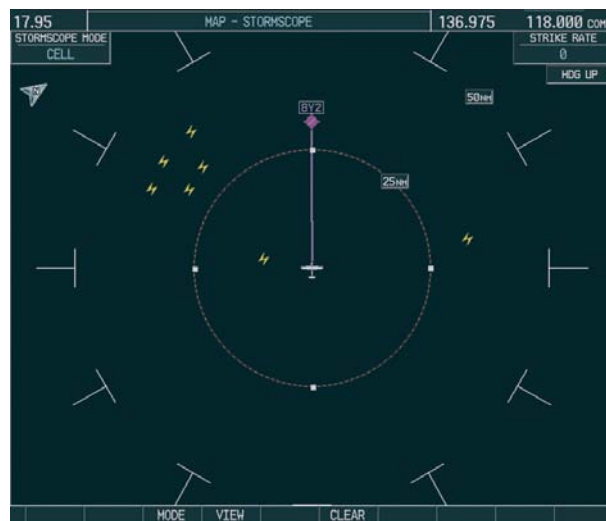 17.95 MAP - STORMSCOPE 136.975 118.000 COM
STORMSCOPE MODE
CELL
STRIKE RATE
0
HDG UP
N
50NM
8Y2
25NM
MODE VIEW CLEAR